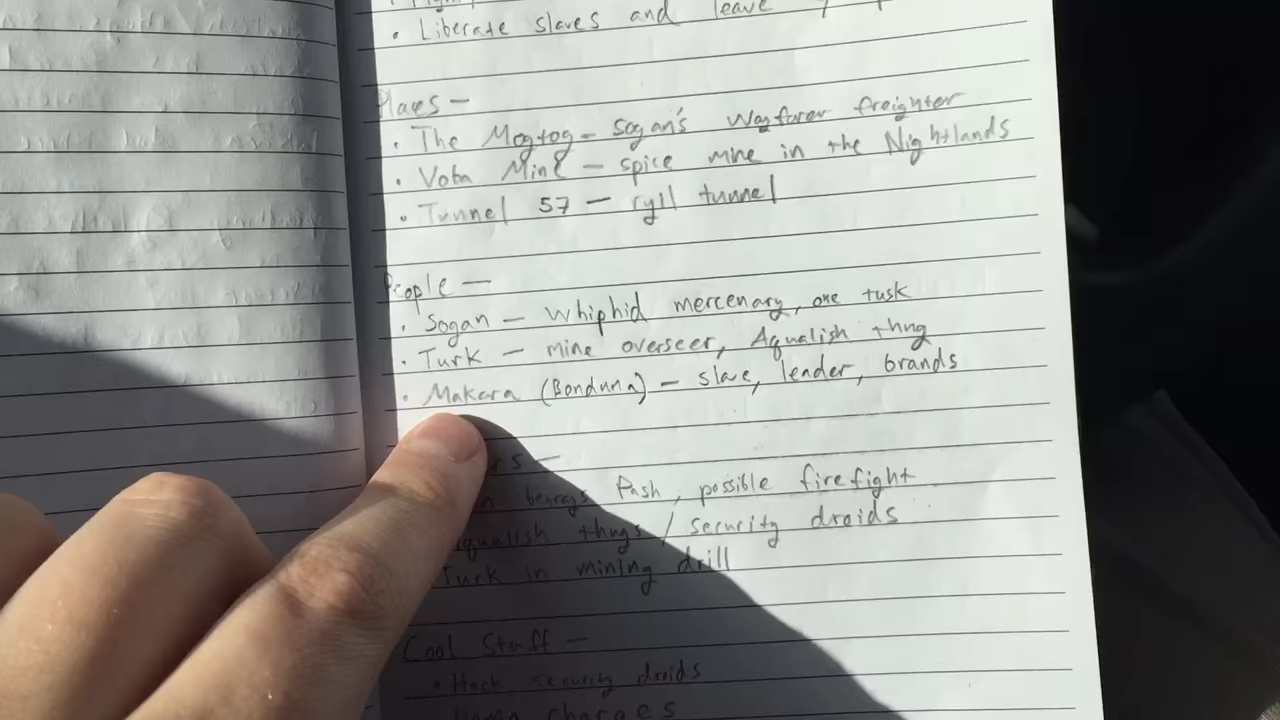 • Liberate slaves and leave
Places —
• The Mogtog – Sogan's Wayfarer freighter
• Voba Mine — spice mine in the Nightlands
• Tunnel 57 — ryll tunnel
People —
• Sogan — Whiphid mercenary, one tusk
• Turk — mine overseer, Aqualish thug
• Makara (Bonduna) — slave, leader, brands
betrays Pash, possible firefight
Aqualish thugs / security droids
Turk in mining drill
Cool Stuff —
• Hack security droids
charges